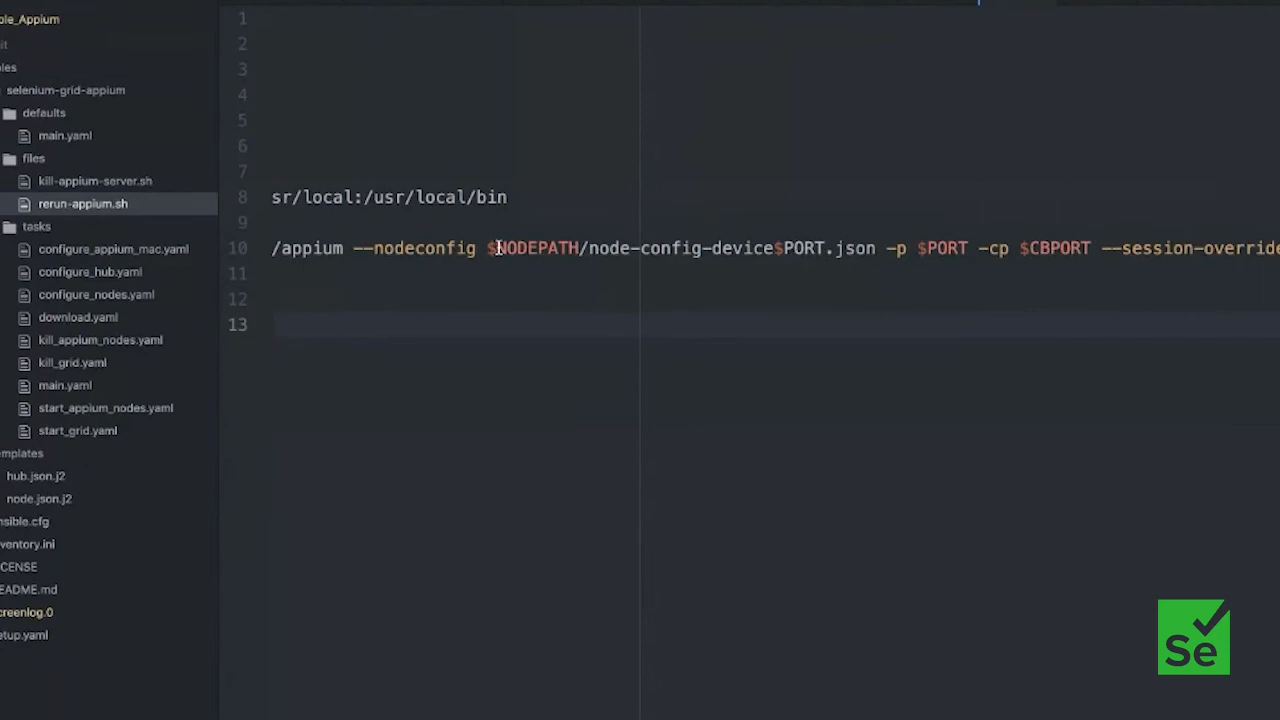 ble_Appium
it
les
selenium-grid-appium
defaults
main.yaml
files
kill-appium-server.sh
rerun-appium.sh
tasks
configure_appium_mac.yaml
configure_hub.yaml
configure_nodes.yaml
download.yaml
kill_appium_nodes.yaml
kill_grid.yaml
main.yaml
start_appium_nodes.yaml
start_grid.yaml
emplates
hub.json.j2
node.json.j2
nsible.cfg
ventory.ini
CENSE
EADME.md
creenlog.0
etup.yaml
1
2
3
4
5
6
7
8 sr/local:/usr/local/bin
9
10 /appium --nodeconfig $NODEPATH/node-config-device$PORT.json -p $PORT -cp $CBPORT --session-override
11
12
13
Se